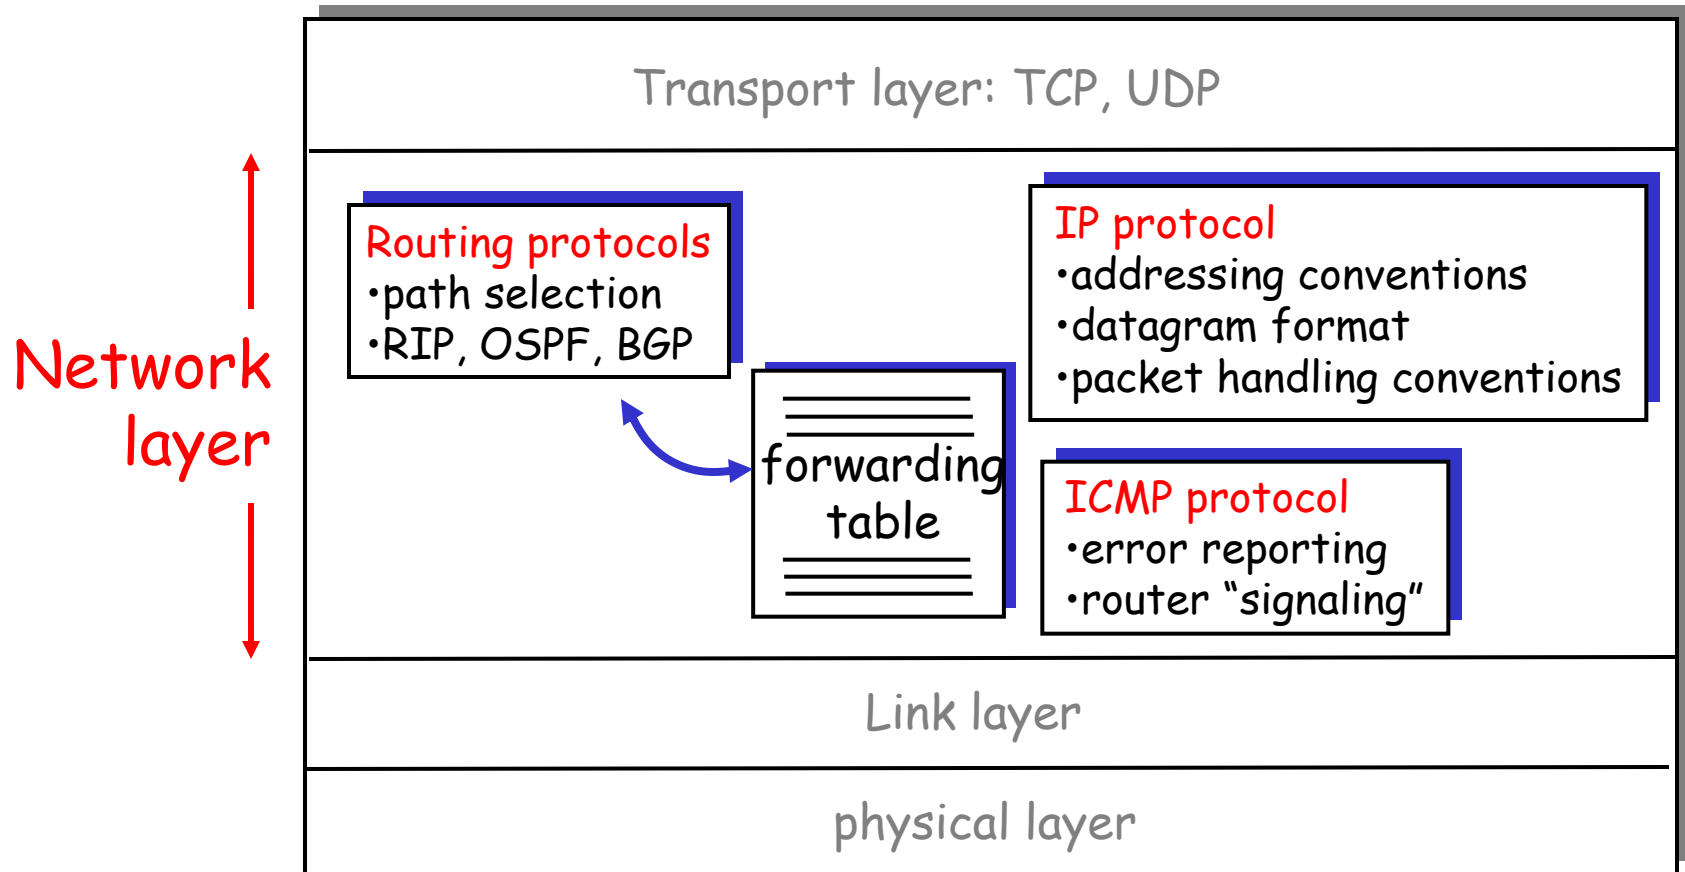 Transport layer: TCP, UDP
Network
layer
Routing protocols
•path selection
•RIP, OSPF, BGP
forwarding
table
IP protocol
•addressing conventions
•datagram format
•packet handling conventions
ICMP protocol
•error reporting
•router “signaling”
Link layer
physical layer